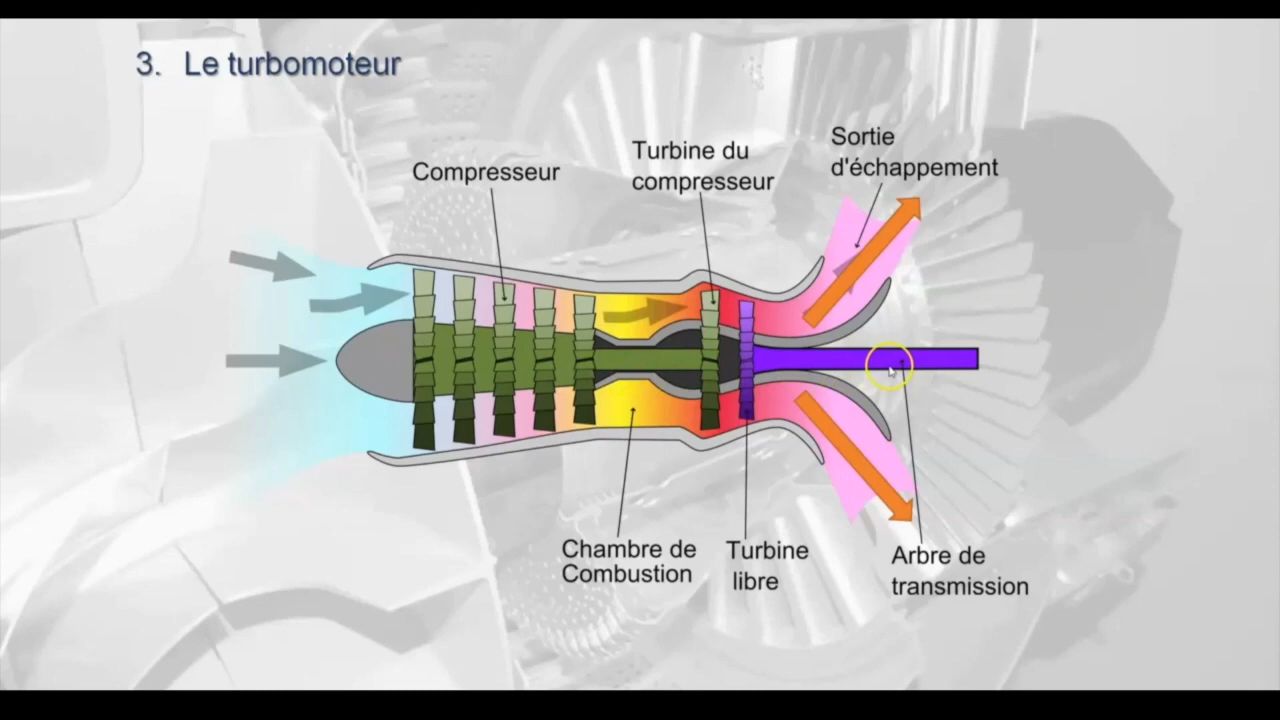 3. Le turbomoteur
Compresseur
Turbine du
compresseur
Sortie
d'échappement
Chambre de
Combustion
Turbine
libre
Arbre de
transmission